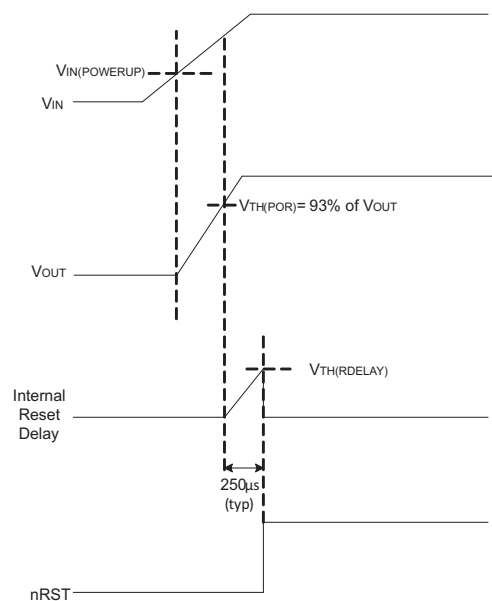 VIN(POWERUP)
VIN
VTH(POR)= 93% of VOUT
VOUT
VTH(RDELAY)
Internal
Reset
Delay
250µs
(typ)
nRST